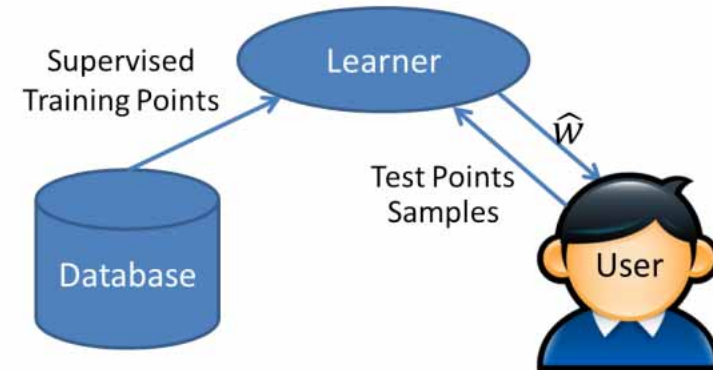 Supervised
Training Points
Learner
ŵ
Test Points
Samples
Database
User